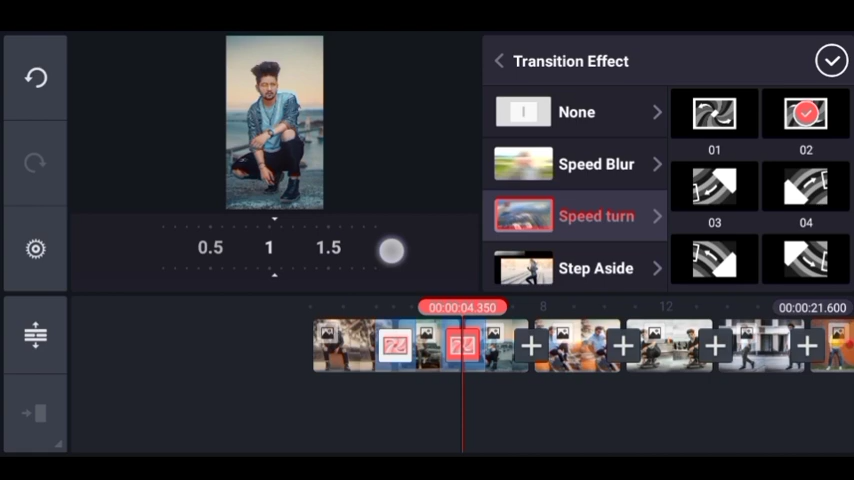 Transition Effect
None
Speed Blur
Speed turn
Step Aside
01
02
03
04
0.5
1
1.5
00:00:04.350
8
12
00:00:21.600